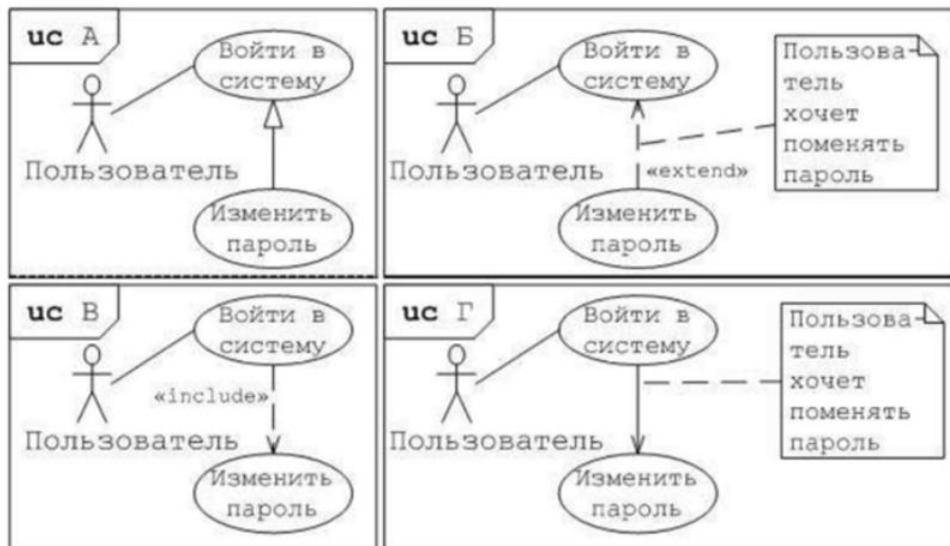 uc А
Войти в
систему
Пользователь
Изменить
пароль
uc Б
Войти в
систему
Пользователь
«extend»
Изменить
пароль
Пользова-
тель
хочет
поменять
пароль
uc В
Войти в
систему
«include»
Пользователь
Изменить
пароль
uc Г
Войти в
систему
Пользователь
Изменить
пароль
Пользова-
тель
хочет
поменять
пароль